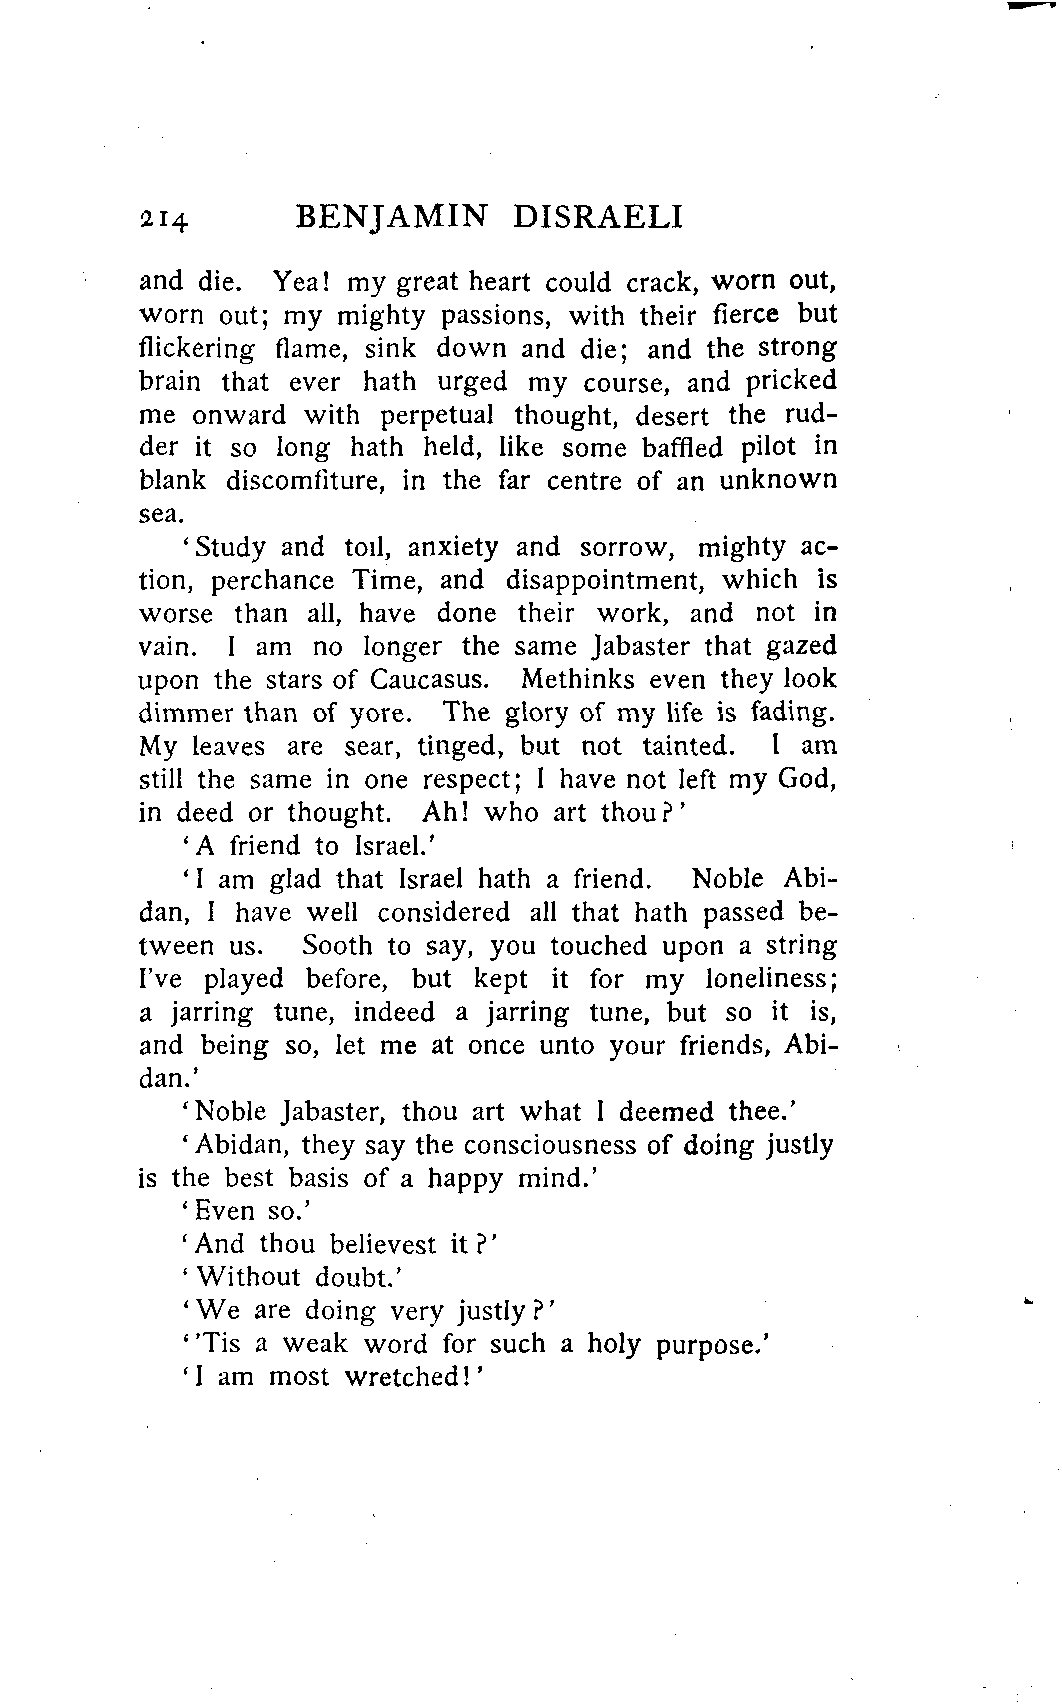 214 BENJAMIN DISRAELI
and die. Yea! my great heart could crack, worn out,
worn out; my mighty passions, with their fierce but
flickering flame, sink down and die; and the strong
brain that ever hath urged my course, and pricked
me onward with perpetual thought, desert the rud-
der it so long hath held, like some baffled pilot in
blank discomfiture, in the far centre of an unknown
sea.
‘Study and toil, anxiety and sorrow, mighty ac-
tion, perchance Time, and disappointment, which is
worse than all, have done their work, and not in
vain. I am no longer the same Jabaster that gazed
upon the stars of Caucasus. Methinks even they look
dimmer than of yore. The glory of my life is fading.
My leaves are sear, tinged, but not tainted. I am
still the same in one respect; I have not left my God,
in deed or thought. Ah! who art thou?’
‘A friend to Israel.’
‘I am glad that Israel hath a friend. Noble Abi-
dan, I have well considered all that hath passed be-
tween us. Sooth to say, you touched upon a string
I've played before, but kept it for my loneliness;
a jarring tune, indeed a jarring tune, but so it is,
and being so, let me at once unto your friends, Abi-
dan.’
‘Noble Jabaster, thou art what I deemed thee.’
‘Abidan, they say the consciousness of doing justly
is the best basis of a happy mind.’
‘Even so.’
‘And thou believest it?’
‘Without doubt.’
‘We are doing very justly?’
‘'Tis a weak word for such a holy purpose.’
‘I am most wretched!’